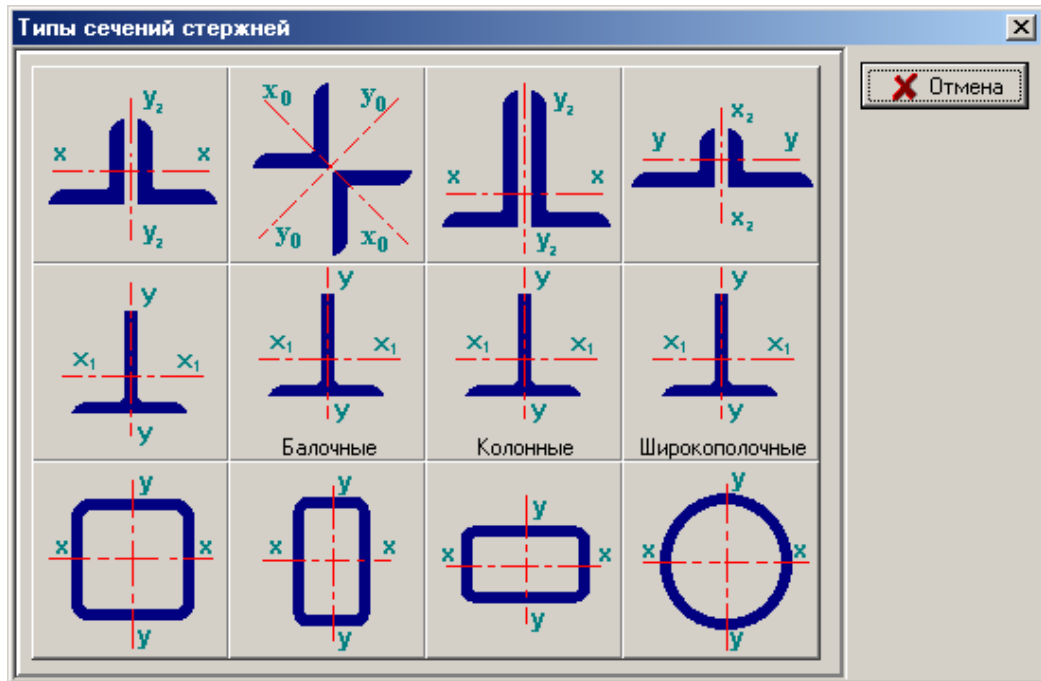 Типы сечений стержней
Отмена
y₂
x x
y₂
x₀ y₀
y₀ x₀
y₂
x x
y₂
x₂
y y
x₂
y
x₁ x₁
y
y
x₁ x₁
y
Балочные
y
x₁ x₁
y
Колонные
y
x₁ x₁
y
Широкополочные
y
x x
y
y
x x
y
y
x x
y
y
x x
y